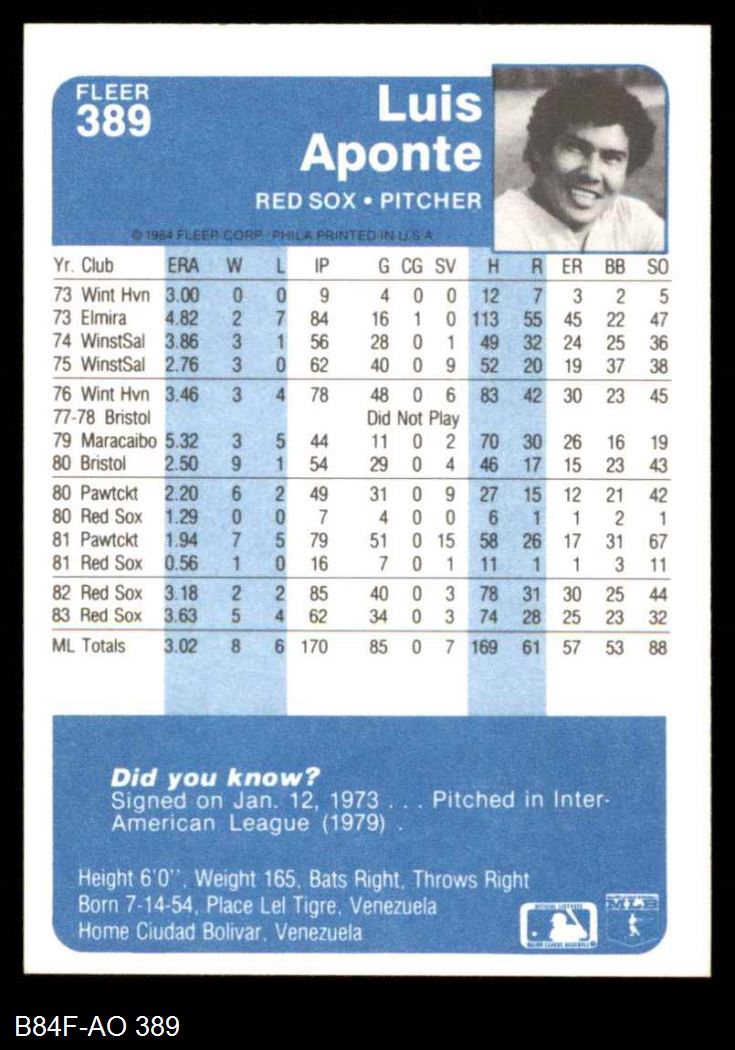 FLEER
389
Luis
Aponte
RED SOX • PITCHER
© 1984 FLEER CORP. PHILA PRINTED IN U.S.A.
Yr. Club ERA W L IP G CG SV H R ER BB SO
73 Wint Hvn 3.00 0 0 9 4 0 0 12 7 3 2 5
73 Elmira 4.82 2 7 84 16 1 0 113 55 45 22 47
74 WinstSal 3.86 3 1 56 28 0 1 49 32 24 25 36
75 WinstSal 2.76 3 0 62 40 0 9 52 20 19 37 38
76 Wint Hvn 3.46 3 4 78 48 0 6 83 42 30 23 45
77-78 Bristol Did Not Play
79 Maracaibo 5.32 3 5 44 11 0 2 70 30 26 16 19
80 Bristol 2.50 9 1 54 29 0 4 46 17 15 23 43
80 Pawtckt 2.20 6 2 49 31 0 9 27 15 12 21 42
80 Red Sox 1.29 0 0 7 4 0 0 6 1 1 2 1
81 Pawtckt 1.94 7 5 79 51 0 15 58 26 17 31 67
81 Red Sox 0.56 1 0 16 7 0 1 11 1 1 3 11
82 Red Sox 3.18 2 2 85 40 0 3 78 31 30 25 44
83 Red Sox 3.63 5 4 62 34 0 3 74 28 25 23 32
ML Totals 3.02 8 6 170 85 0 7 169 61 57 53 88
Did you know?
Signed on Jan. 12, 1973 . . . Pitched in Inter-
American League (1979) .
Height 6'0", Weight 165, Bats Right, Throws Right
Born 7-14-54, Place Lel Tigre, Venezuela
Home Ciudad Bolivar, Venezuela
MAJOR LEAGUE BASEBALL
MLB
B84F-AO 389